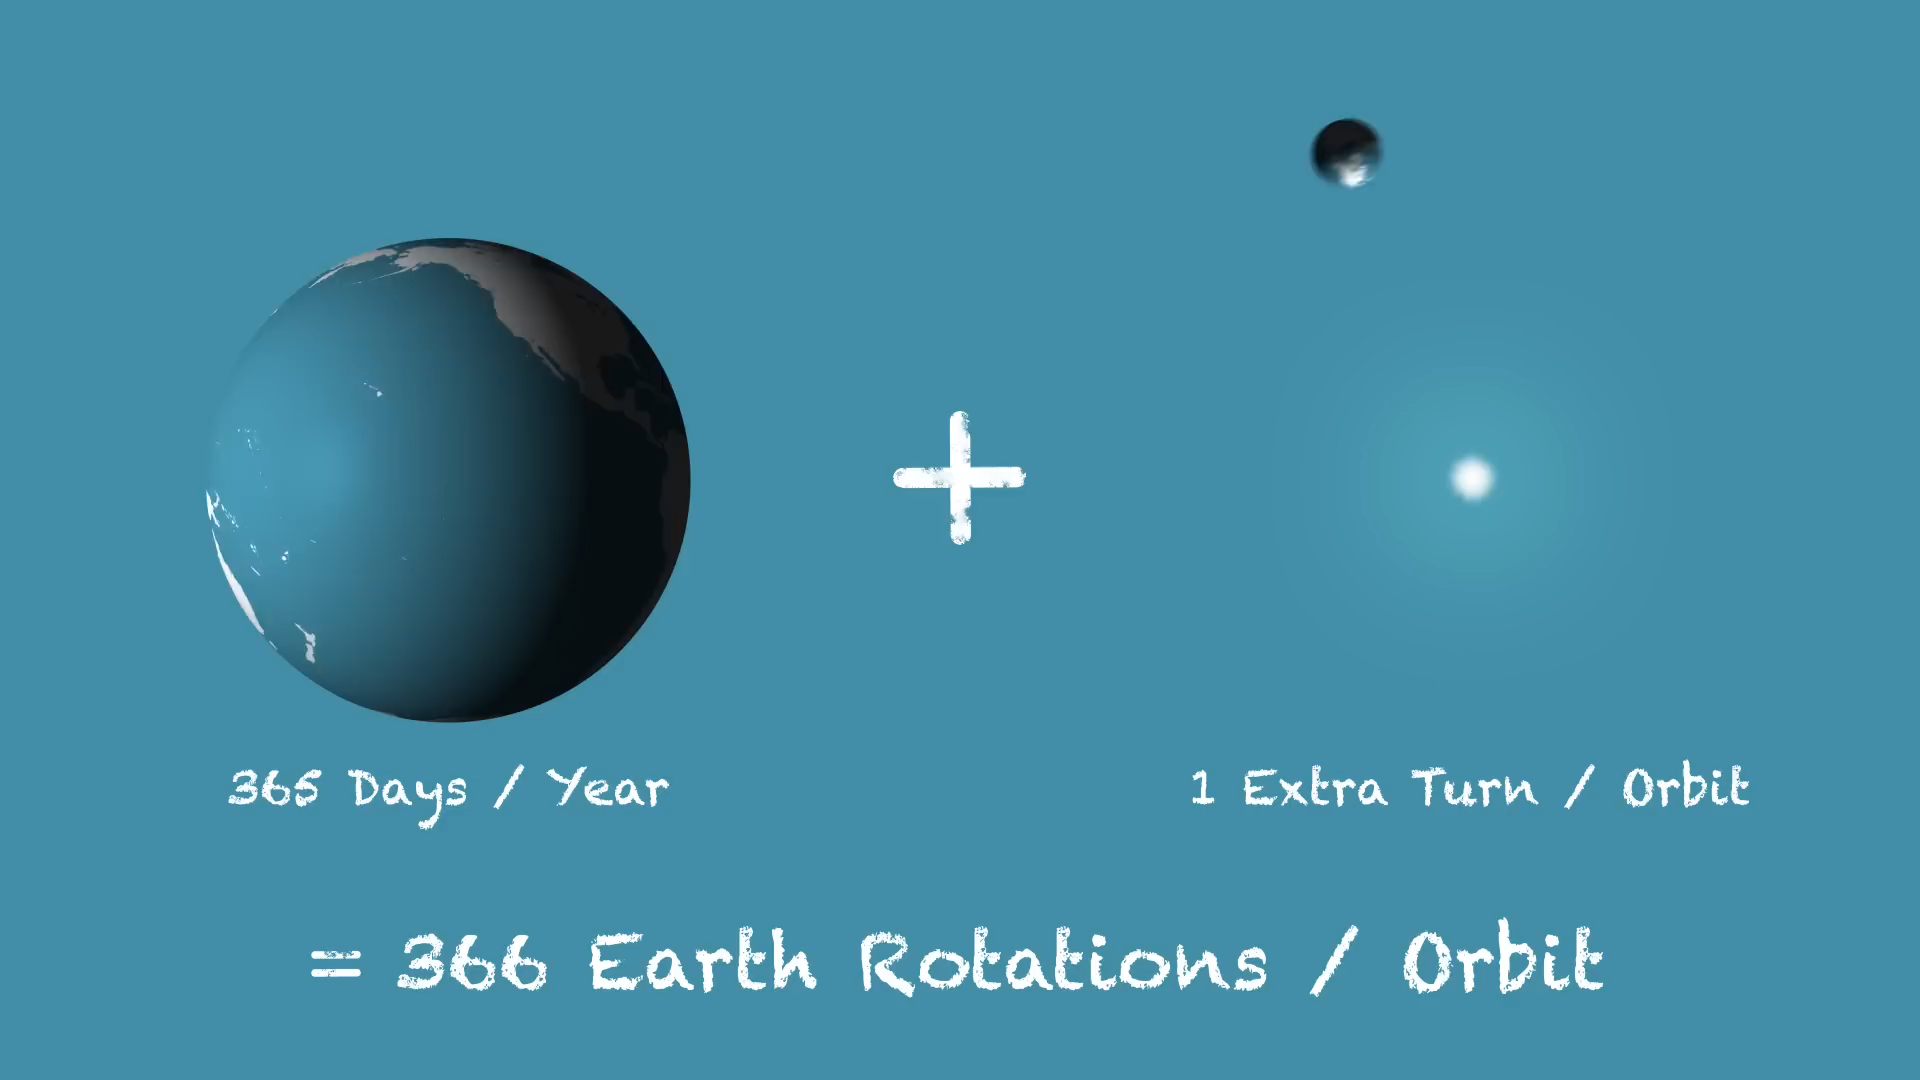 +
365 Days / Year
1 Extra Turn / Orbit
= 366 Earth Rotations / Orbit